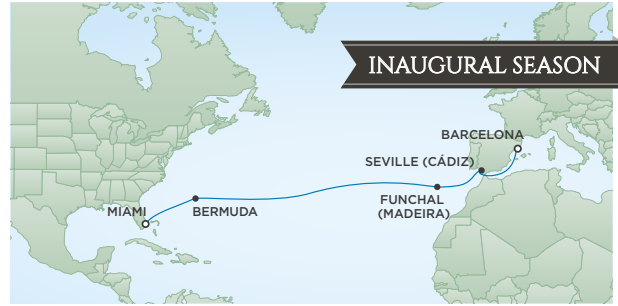 INAUGURAL SEASON
BARCELONA
SEVILLE (CÁDIZ)
FUNCHAL
(MADEIRA)
MIAMI
BERMUDA